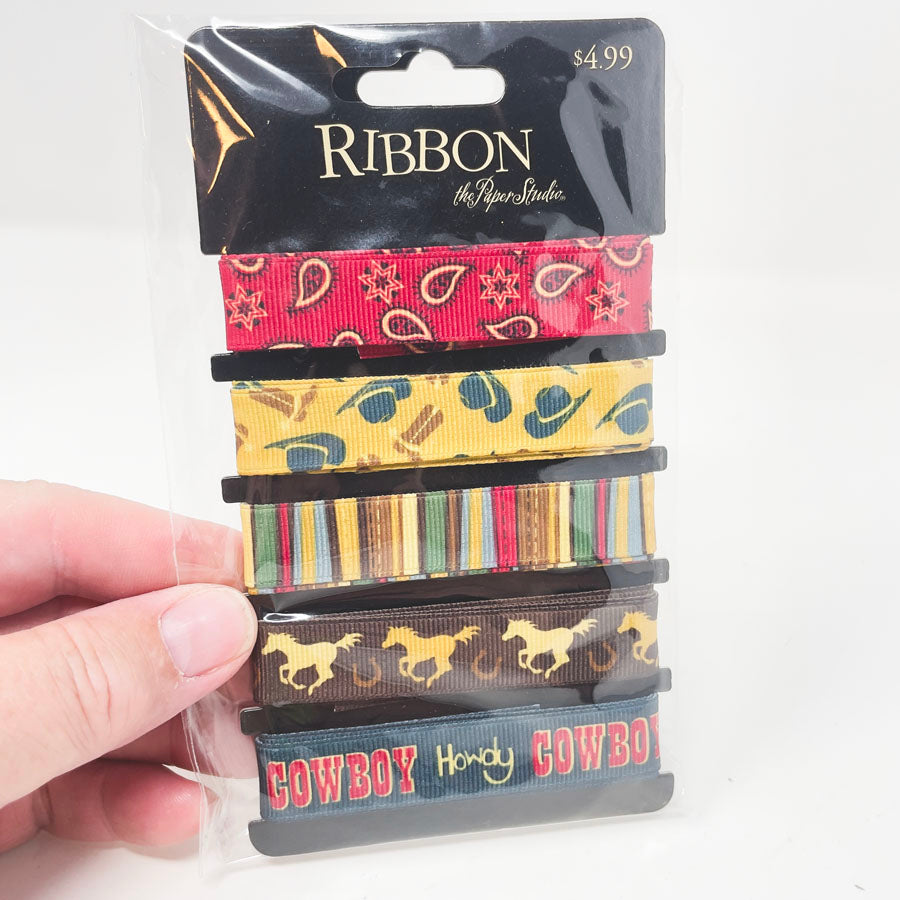 $4.99
RIBBON
the Paper Studio®
COWBOY Howdy COWBOY